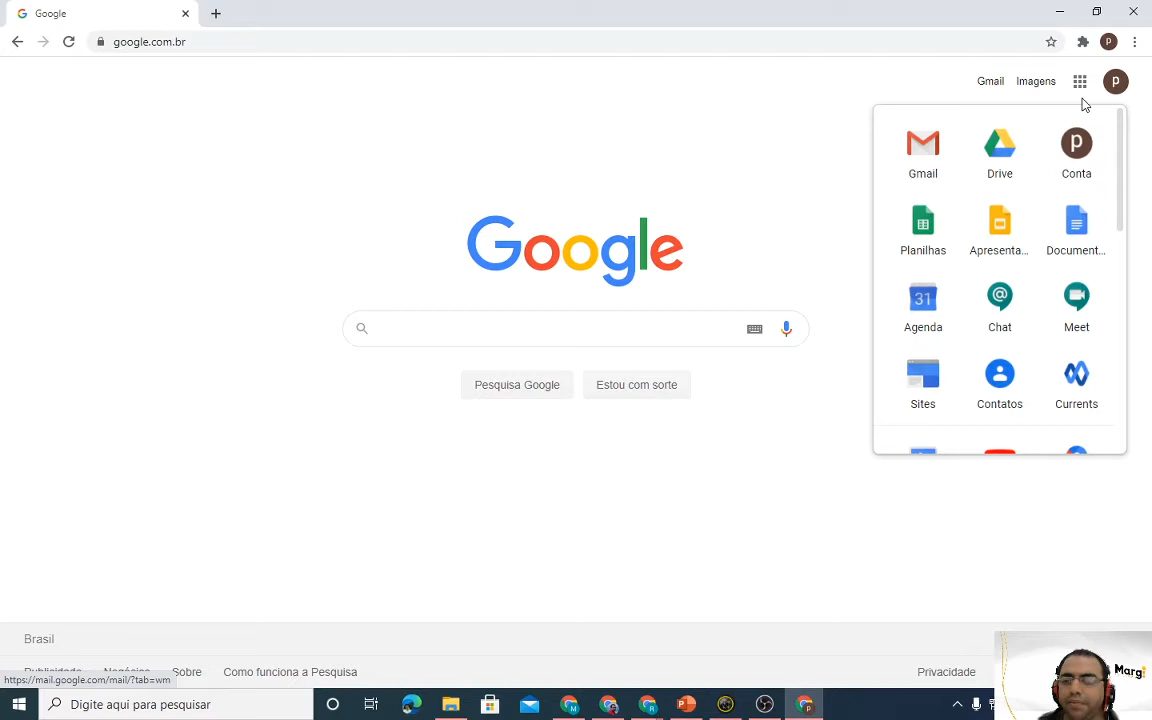 Google
google.com.br
Gmail Imagens
p
p
Gmail Drive Conta
Planilhas Apresenta... Document...
31
Agenda Chat Meet
Sites Contatos Currents
Google
Pesquisa Google Estou com sorte
Brasil
Sobre Como funciona a Pesquisa Privacidade
https://mail.google.com/mail/?tab=wm
Digite aqui para pesquisar